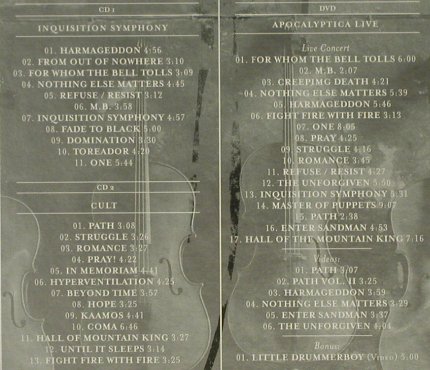 CD 1
INQUISITION SYMPHONY
01. HARMAGEDDON 4:56
02. FROM OUT OF NOWHERE 3:10
03. FOR WHOM THE BELL TOLLS 3:09
04. NOTHING ELSE MATTERS 4:45
05. REFUSE / RESIST 3:12
06. M.B. 3:58
07. INQUISITION SYMPHONY 4:57
08. FADE TO BLACK 5:00
09. DOMINATION 3:30
10. TOREADOR 4:20
11. ONE 5:44
CD 2
CULT
01. PATH 3:08
02. STRUGGLE 3:26
03. ROMANCE 3:27
04. PRAY! 4:22
05. IN MEMORIAM 4:41
06. HYPERVENTILATION 4:25
07. BEYOND TIME 3:57
08. HOPE 3:25
09. KAAMOS 4:41
10. COMA 6:46
11. HALL OF MOUNTAIN KING 3:27
12. UNTIL IT SLEEPS 3:14
13. FIGHT FIRE WITH FIRE 3:25
DVD
APOCALYPTICA LIVE
Live Concert
01. FOR WHOM THE BELL TOLLS 6:00
02. M.B. 2.07
03. CREEPIMG DEATH 4:21
04. NOTHING ELSE MATTERS 5:39
05. HARMAGEDDON 5:46
06. FIGHT FIRE WITH FIRE 3:13
07. ONE 8:05
08. PRAY 4:25
09. STRUGGLE 4:16
10. ROMANCE 3:45
11. REFUSE / RESIST 4:27
12. THE UNFORGIVEN 5:50
13. INQUISITION SYMPHONY 5:31
14. MASTER OF PUPPETS 9:07
15. PATH 2.38
16. ENTER SANDMAN 4:53
17. HALL OF THE MOUNTAIN KING 7:16
Videos:
01. PATH 3/07
02. PATH VOL. II 3:25
03. HARMAGEDDON 3:59
04. NOTHING ELSE MATTERS 3:29
05. ENTER SANDMAN 3:37
06. THE UNFORGIVEN 4:04
Bonus:
01. LITTLE DRUMMERBOY (VIDEO) 5:00